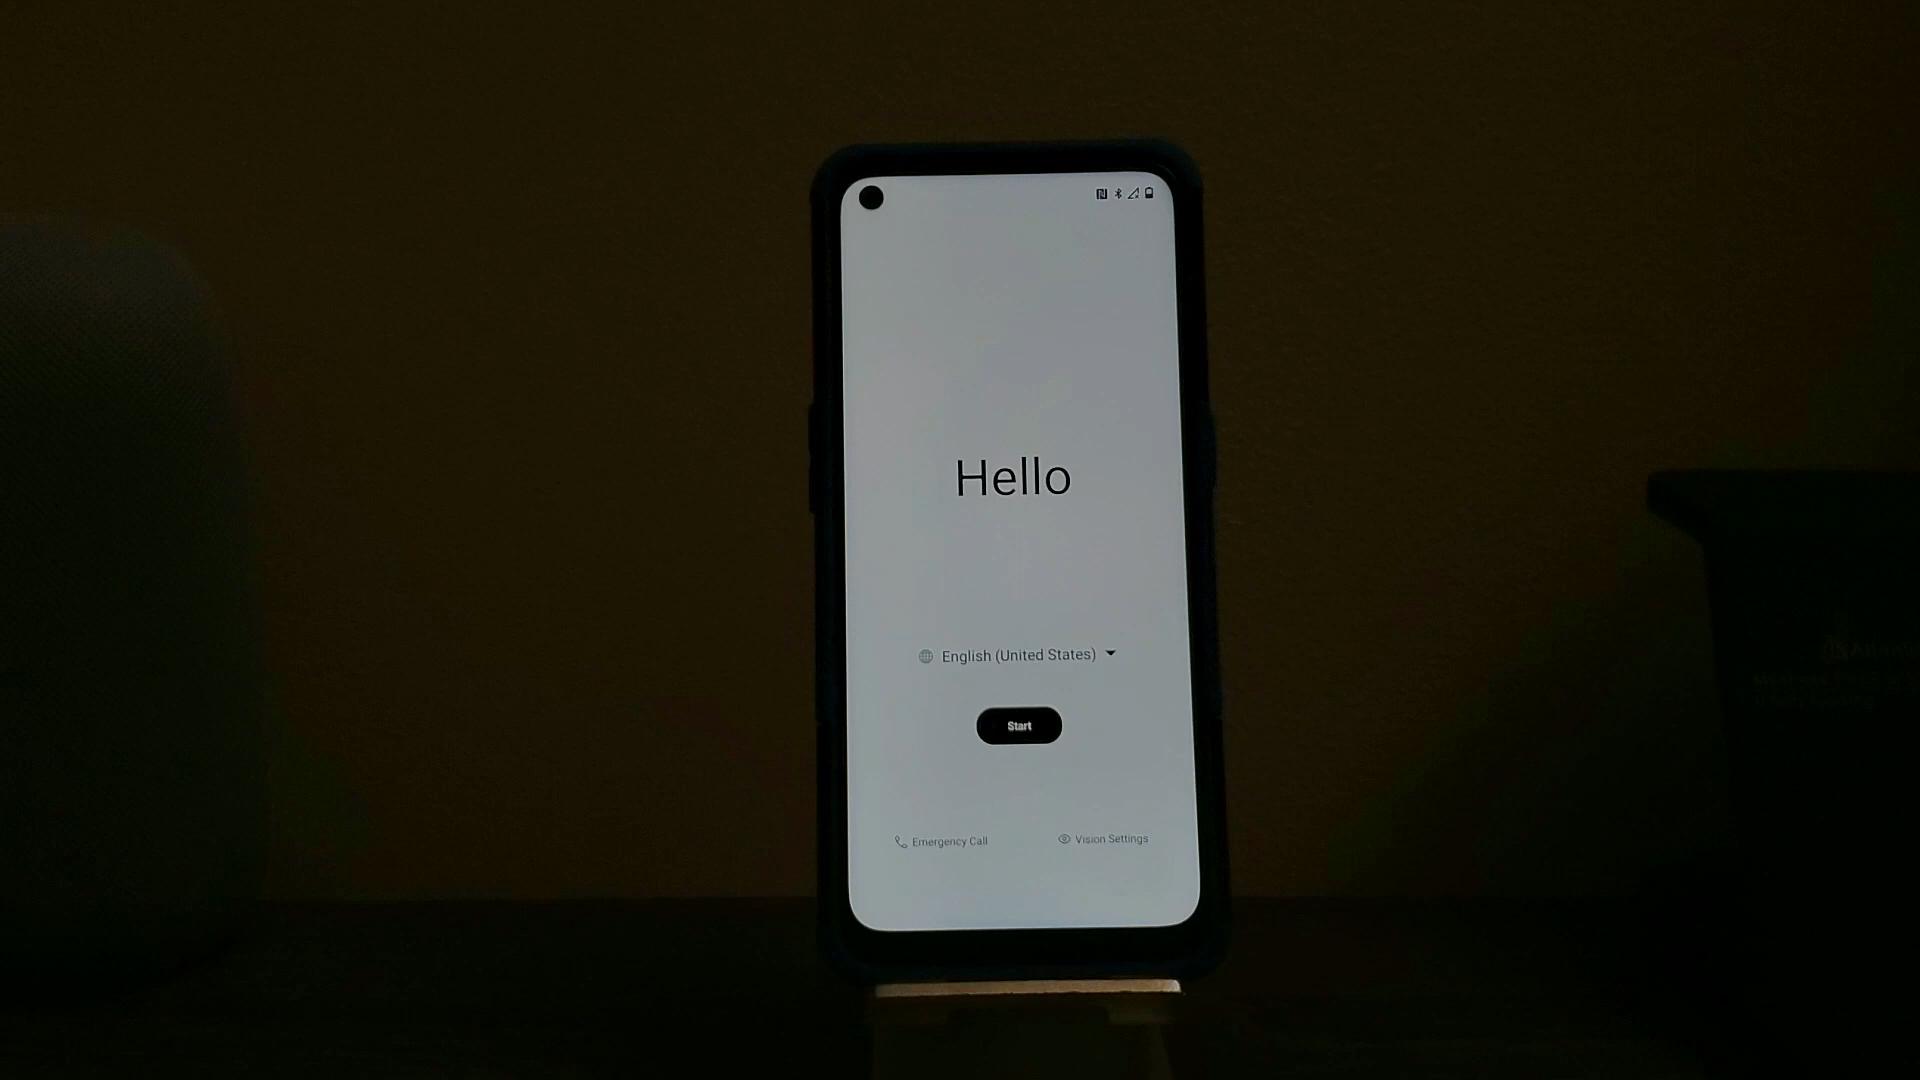 Hello
English (United States)
Start
Emergency Call
Vision Settings